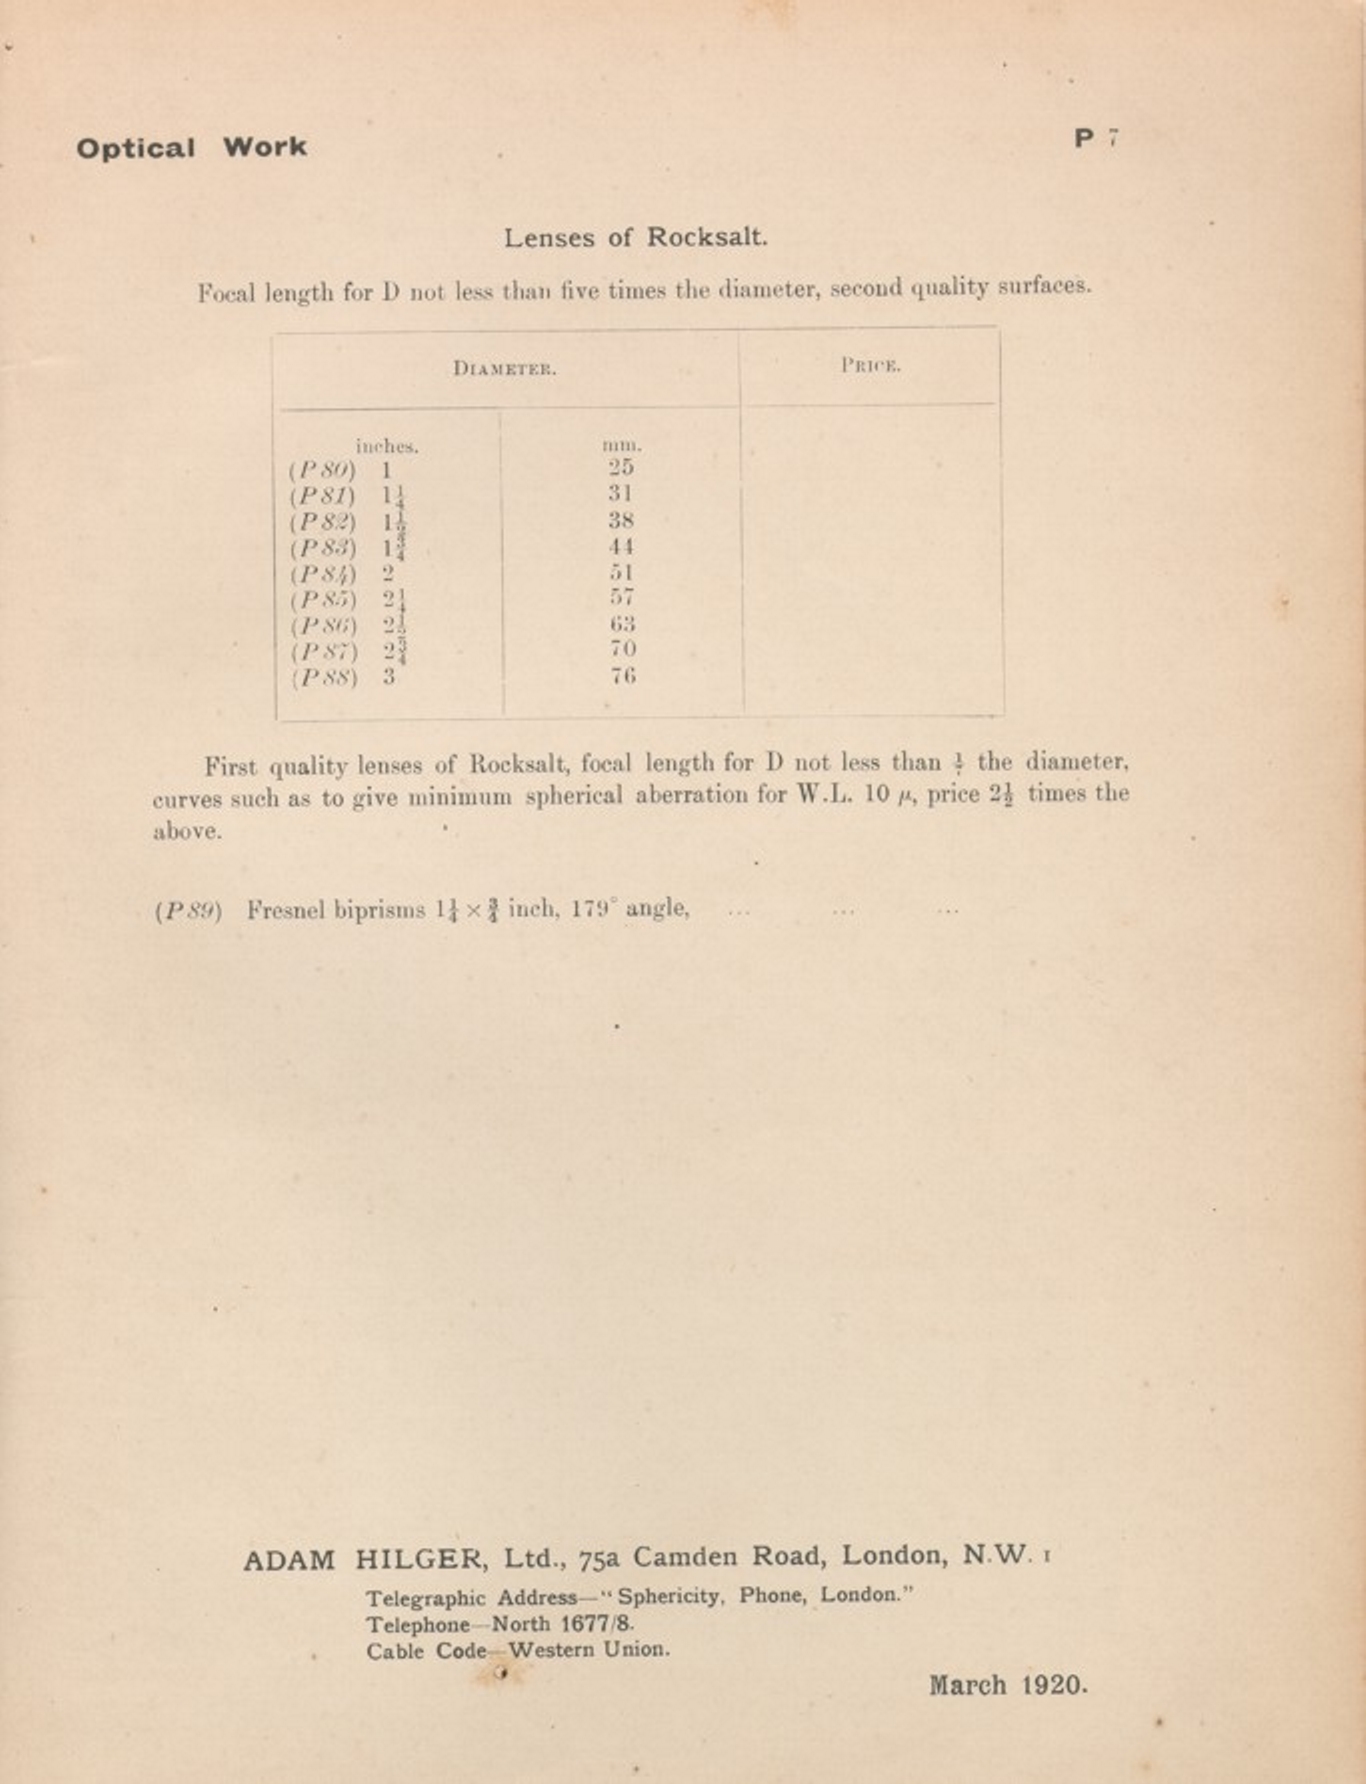 Optical Work
P 7
Lenses of Rocksalt.
Focal length for D not less than five times the diameter, second quality surfaces.
DIAMETER. PRICE.
inches. mm.
(P 80) 1 25
(P 81) 1¼ 31
(P 82) 1½ 38
(P 83) 1¾ 44
(P 84) 2 51
(P 85) 2¼ 57
(P 86) 2½ 63
(P 87) 2¾ 70
(P 88) 3 76
First quality lenses of Rocksalt, focal length for D not less than the diameter,
curves such as to give minimum spherical aberration for W.L. 10 μ, price 2½ times the
above.
(P 89) Fresnel biprisms 1¼ × ¾ inch, 179° angle, ... ... ...
ADAM HILGER, Ltd., 75a Camden Road, London, N.W. 1
Telegraphic Address—“Sphericity, Phone, London.”
Telephone—North 1677/8.
Cable Code—Western Union.
March 1920.